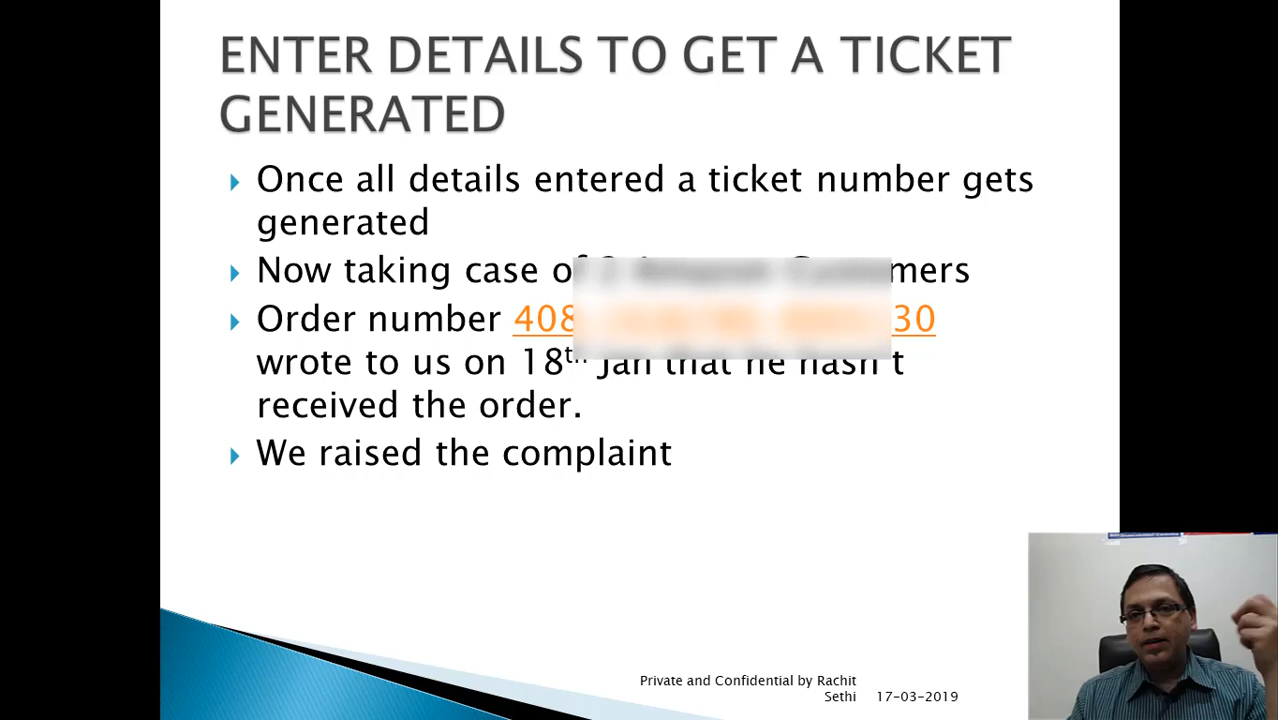 ENTER DETAILS TO GET A TICKET
GENERATED
Once all details entered a ticket number gets
generated
Now taking case of mers
Order number 408 30
wrote to us on 18th Jan that he hasn't
received the order.
We raised the complaint
Private and Confidential by Rachit
Sethi 17-03-2019